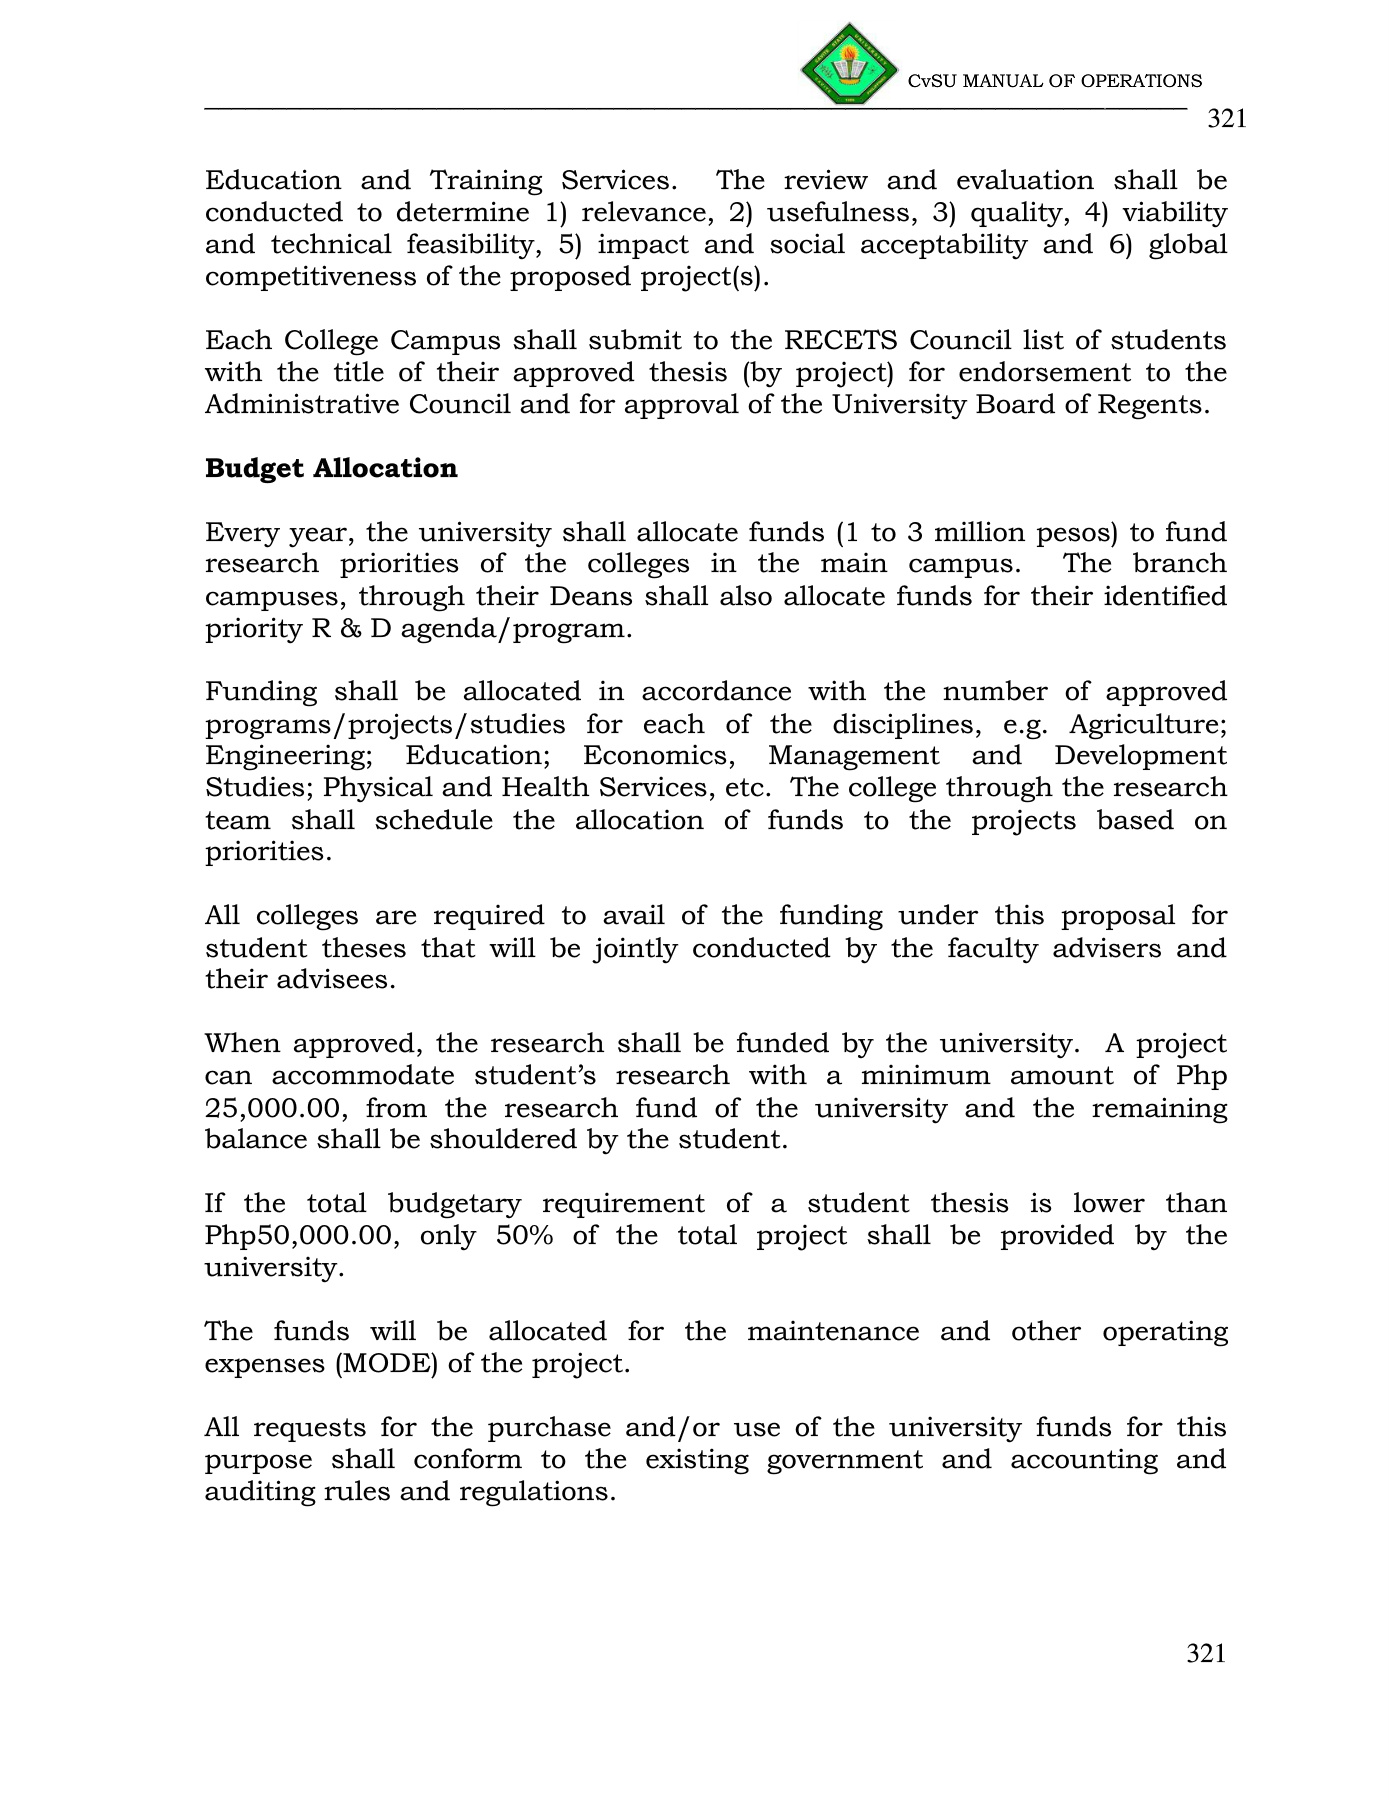 CvSU MANUAL OF OPERATIONS
321
Education and Training Services. The review and evaluation shall be
conducted to determine 1) relevance, 2) usefulness, 3) quality, 4) viability
and technical feasibility, 5) impact and social acceptability and 6) global
competitiveness of the proposed project(s).
Each College Campus shall submit to the RECETS Council list of students
with the title of their approved thesis (by project) for endorsement to the
Administrative Council and for approval of the University Board of Regents.
Budget Allocation
Every year, the university shall allocate funds (1 to 3 million pesos) to fund
research priorities of the colleges in the main campus. The branch
campuses, through their Deans shall also allocate funds for their identified
priority R & D agenda/program.
Funding shall be allocated in accordance with the number of approved
programs/projects/studies for each of the disciplines, e.g. Agriculture;
Engineering; Education; Economics, Management and Development
Studies; Physical and Health Services, etc. The college through the research
team shall schedule the allocation of funds to the projects based on
priorities.
All colleges are required to avail of the funding under this proposal for
student theses that will be jointly conducted by the faculty advisers and
their advisees.
When approved, the research shall be funded by the university. A project
can accommodate student’s research with a minimum amount of Php
25,000.00, from the research fund of the university and the remaining
balance shall be shouldered by the student.
If the total budgetary requirement of a student thesis is lower than
Php50,000.00, only 50% of the total project shall be provided by the
university.
The funds will be allocated for the maintenance and other operating
expenses (MODE) of the project.
All requests for the purchase and/or use of the university funds for this
purpose shall conform to the existing government and accounting and
auditing rules and regulations.
321